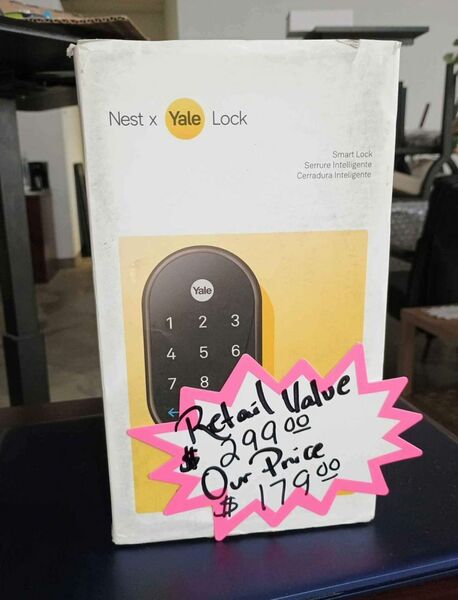 Nest x Yale Lock
Smart Lock
Serrure Intelligente
Cerradura Inteligente
Yale
1 2 3
4 5 6
7 8
Retail Value
$ 299 00
Our Price
$ 179 00